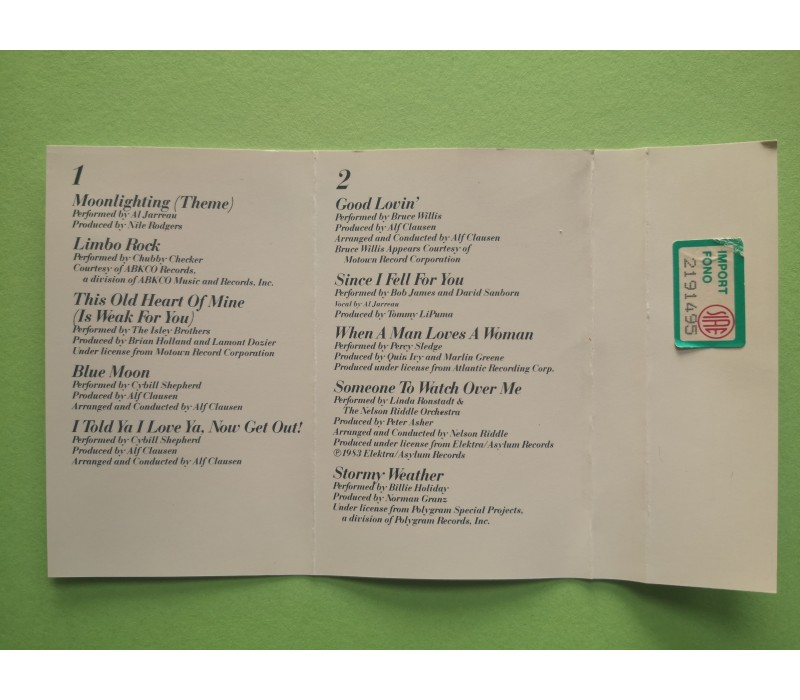 1
Moonlighting (Theme)
Performed by Al Jarreau
Produced by Nile Rodgers
Limbo Rock
Performed by Chubby Checker
Courtesy of ABKCO Records,
a division of ABKCO Music and Records, Inc.
This Old Heart Of Mine
(Is Weak For You)
Performed by The Isley Brothers
Produced by Brian Holland and Lamont Dozier
Under license from Motown Record Corporation
Blue Moon
Performed by Cybill Shepherd
Produced by Alf Clausen
Arranged and Conducted by Alf Clausen
I Told Ya I Love Ya, Now Get Out!
Performed by Cybill Shepherd
Produced by Alf Clausen
Arranged and Conducted by Alf Clausen
2
Good Lovin'
Performed by Bruce Willis
Produced by Alf Clausen
Arranged and Conducted by Alf Clausen
Bruce Willis Appears Courtesy of
Motown Record Corporation
Since I Fell For You
Performed by Bob James and David Sanborn
Vocal by Al Jarreau
Produced by Tommy LiPuma
When A Man Loves A Woman
Performed by Percy Sledge
Produced by Quin Ivy and Marlin Greene
Produced under license from Atlantic Recording Corp.
Someone To Watch Over Me
Performed by Linda Ronstadt &
The Nelson Riddle Orchestra
Produced by Peter Asher
Arranged and Conducted by Nelson Riddle
Produced under license from Elektra/Asylum Records
℗1983 Elektra/Asylum Records
Stormy Weather
Performed by Billie Holiday
Produced by Norman Granz
Under license from Polygram Special Projects,
a division of Polygram Records, Inc.
IMPORT
FONO
2191495
SIAE